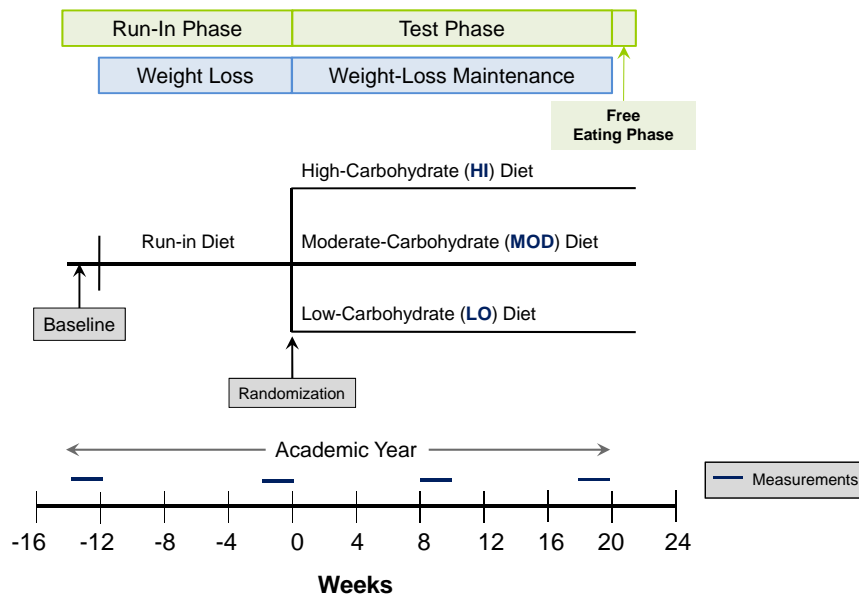 Run-In Phase
Test Phase
Weight Loss
Weight-Loss Maintenance
Free
Eating Phase
High-Carbohydrate (HI) Diet
Run-in Diet
Moderate-Carbohydrate (MOD) Diet
Baseline
Low-Carbohydrate (LO) Diet
Randomization
Academic Year
Measurements
-16 -12 -8 -4 0 4 8 12 16 20 24
Weeks